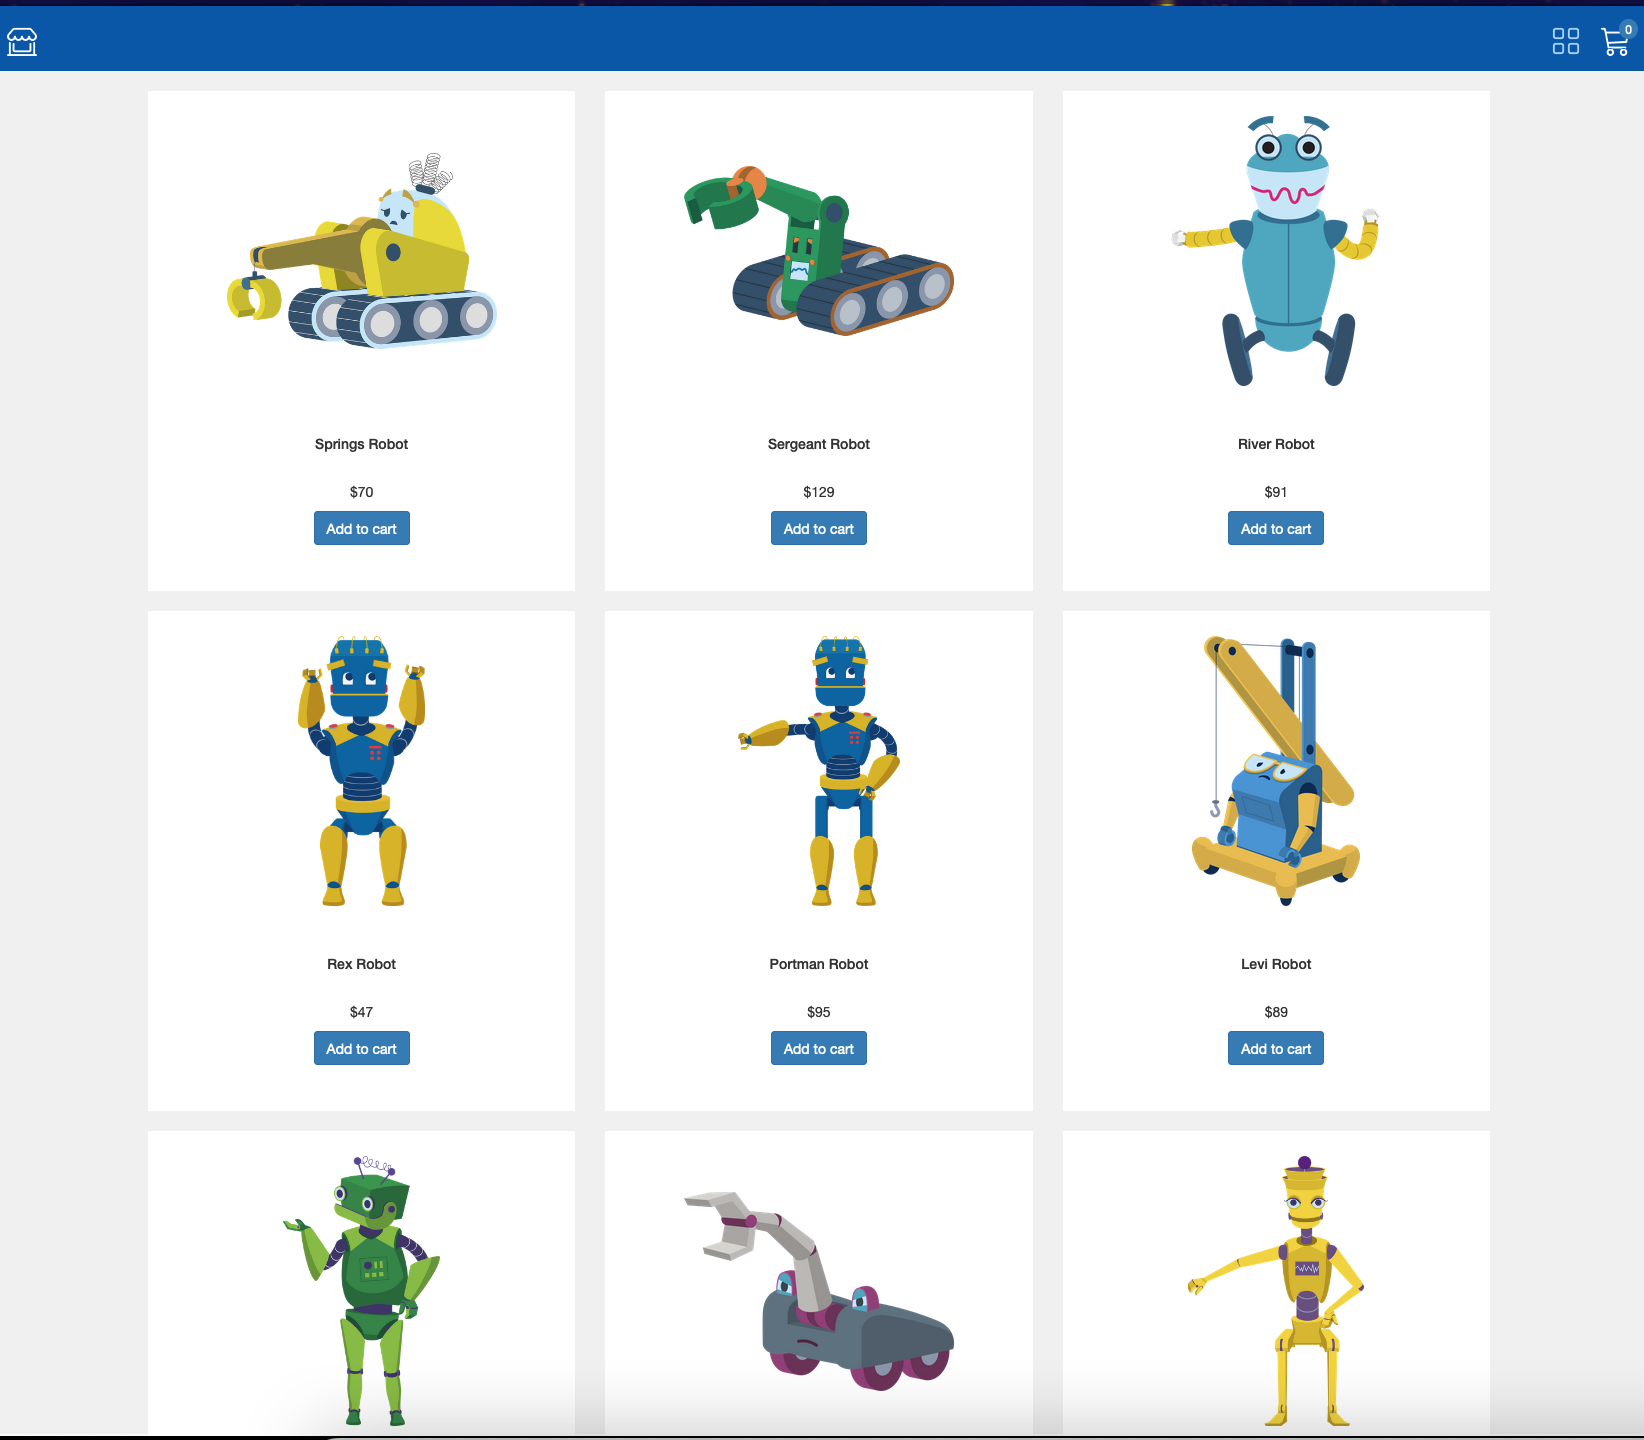 0
Springs Robot
$70
Add to cart
Sergeant Robot
$129
Add to cart
River Robot
$91
Add to cart
Rex Robot
$47
Add to cart
Portman Robot
$95
Add to cart
Levi Robot
$89
Add to cart